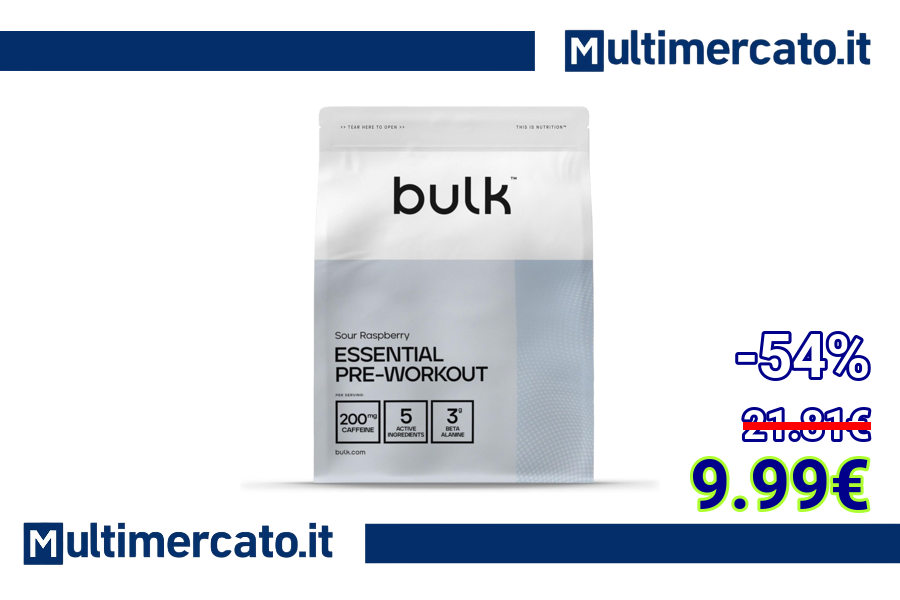 Multimercato.it
>> TEAR HERE TO OPEN >>
THIS IS NUTRITION™
bulk™
Sour Raspberry
ESSENTIAL
PRE-WORKOUT
PER SERVING:
200mg
CAFFEINE
5
ACTIVE
INGREDIENTS
3g
BETA
ALANINE
bulk.com
-54%
21.81€
9.99€
Multimercato.it